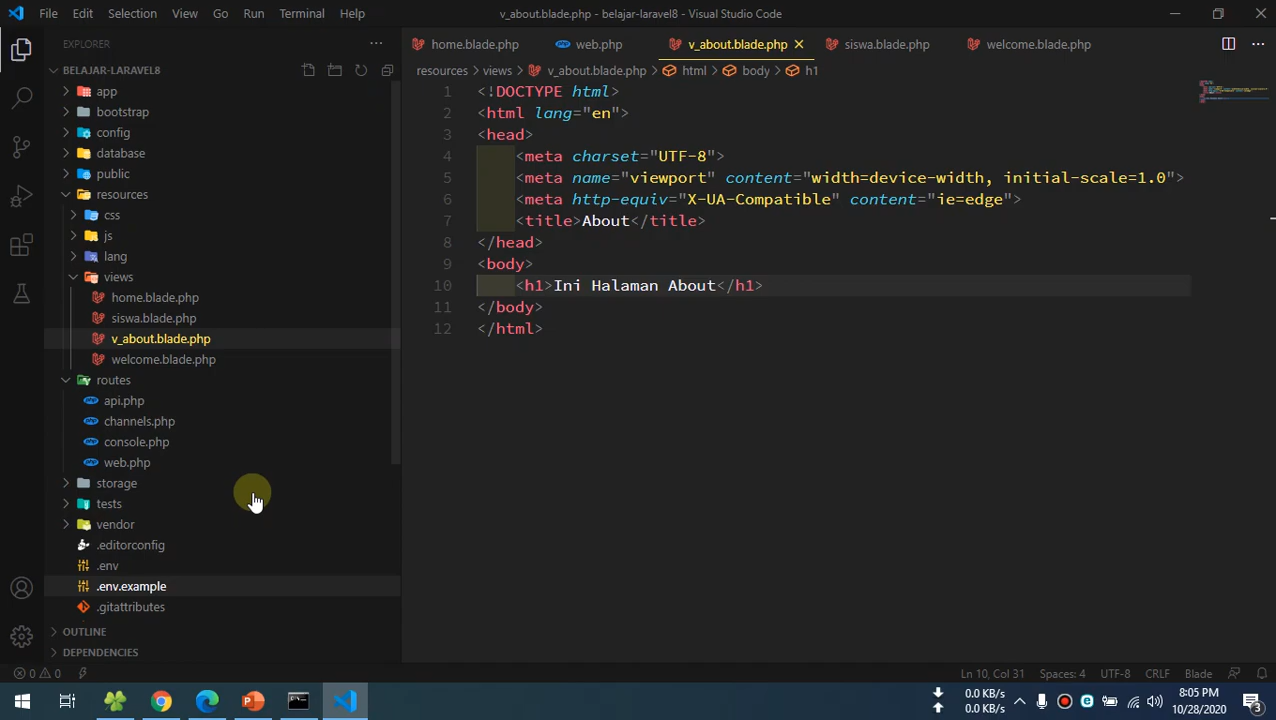 File Edit Selection View Go Run Terminal Help
v_about.blade.php - belajar-laravel8 - Visual Studio Code
EXPLORER
BELAJAR-LARAVEL8
app
bootstrap
config
database
public
resources
css
js
lang
views
home.blade.php
siswa.blade.php
v_about.blade.php
welcome.blade.php
routes
api.php
channels.php
console.php
web.php
storage
tests
vendor
.editorconfig
.env
.env.example
.gitattributes
OUTLINE
DEPENDENCIES
home.blade.php web.php v_about.blade.php siswa.blade.php welcome.blade.php
resources > views > v_about.blade.php > html > body > h1
1 <!DOCTYPE html>
2 <html lang="en">
3 <head>
4 <meta charset="UTF-8">
5 <meta name="viewport" content="width=device-width, initial-scale=1.0">
6 <meta http-equiv="X-UA-Compatible" content="ie=edge">
7 <title>About</title>
8 </head>
9 <body>
10 <h1>Ini Halaman About</h1>
11 </body>
12 </html>
0 0 Ln 10, Col 31 Spaces: 4 UTF-8 CRLF Blade
0.0 KB/s
0.0 KB/s
8:05 PM
10/28/2020
3